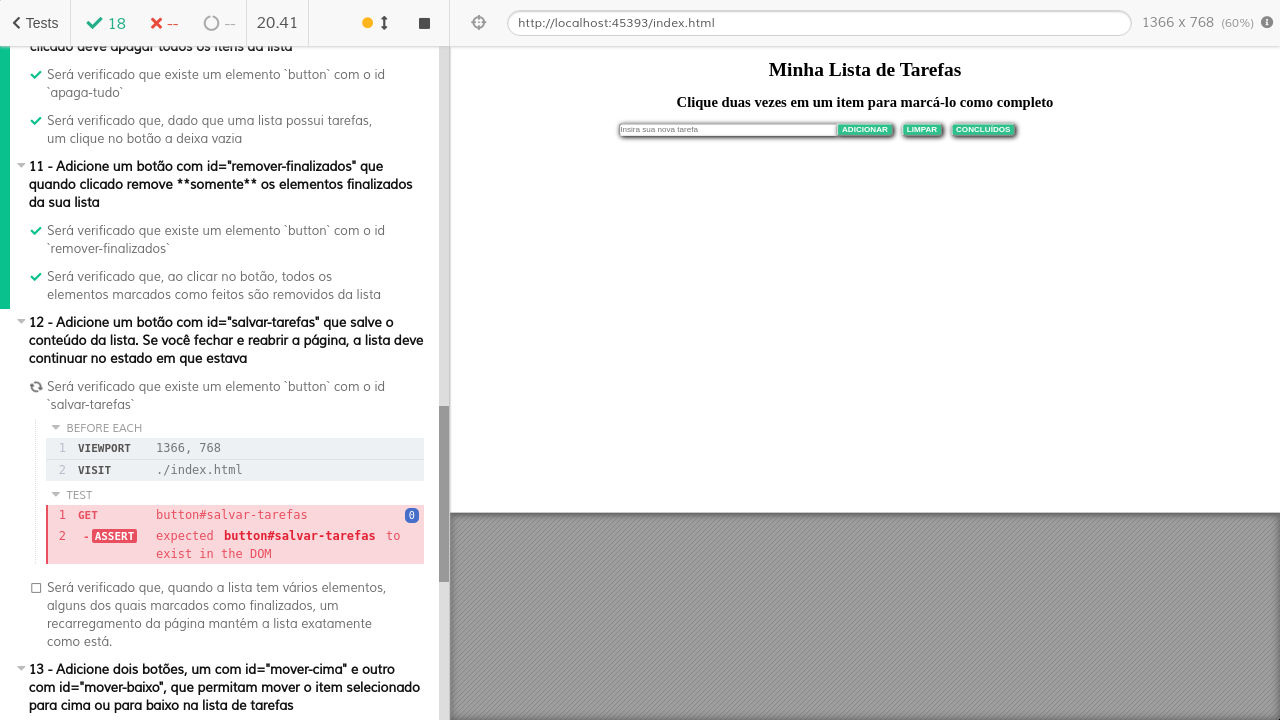 Tests
18
--
--
20.41
clicado deve apagar todos os itens da lista
Será verificado que existe um elemento `button` com o id
`apaga-tudo`
Será verificado que, dado que uma lista possui tarefas,
um clique no botão a deixa vazia
11 - Adicione um botão com id="remover-finalizados" que
quando clicado remove **somente** os elementos finalizados
da sua lista
Será verificado que existe um elemento `button` com o id
`remover-finalizados`
Será verificado que, ao clicar no botão, todos os
elementos marcados como feitos são removidos da lista
12 - Adicione um botão com id="salvar-tarefas" que salve o
conteúdo da lista. Se você fechar e reabrir a página, a lista deve
continuar no estado em que estava
Será verificado que existe um elemento `button` com o id
`salvar-tarefas`
BEFORE EACH
1 VIEWPORT 1366, 768
2 VISIT ./index.html
TEST
1 GET button#salvar-tarefas 0
2 -ASSERT expected button#salvar-tarefas to
exist in the DOM
Será verificado que, quando a lista tem vários elementos,
alguns dos quais marcados como finalizados, um
recarregamento da página mantém a lista exatamente
como está.
13 - Adicione dois botões, um com id="mover-cima" e outro
com id="mover-baixo", que permitam mover o item selecionado
para cima ou para baixo na lista de tarefas
http://localhost:45393/index.html
1366 x 768 (60%)
Minha Lista de Tarefas
Clique duas vezes em um item para marcá-lo como completo
Insira sua nova tarefa ADICIONAR LIMPAR CONCLUÍDOS